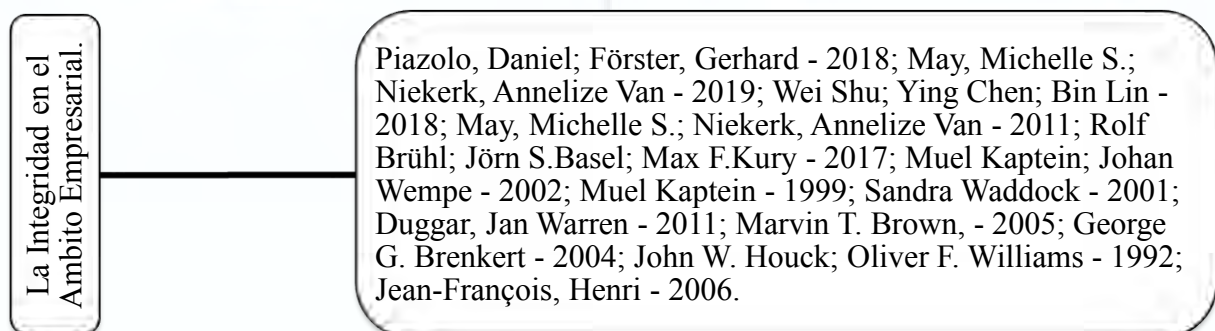 La Integridad en el
Ambito Empresarial.
Piazolo, Daniel; Förster, Gerhard - 2018; May, Michelle S.;
Niekerk, Annelize Van - 2019; Wei Shu; Ying Chen; Bin Lin -
2018; May, Michelle S.; Niekerk, Annelize Van - 2011; Rolf
Brühl; Jörn S.Basel; Max F.Kury - 2017; Muel Kaptein; Johan
Wempe - 2002; Muel Kaptein - 1999; Sandra Waddock - 2001;
Duggar, Jan Warren - 2011; Marvin T. Brown, - 2005; George
G. Brenkert - 2004; John W. Houck; Oliver F. Williams - 1992;
Jean-François, Henri - 2006.